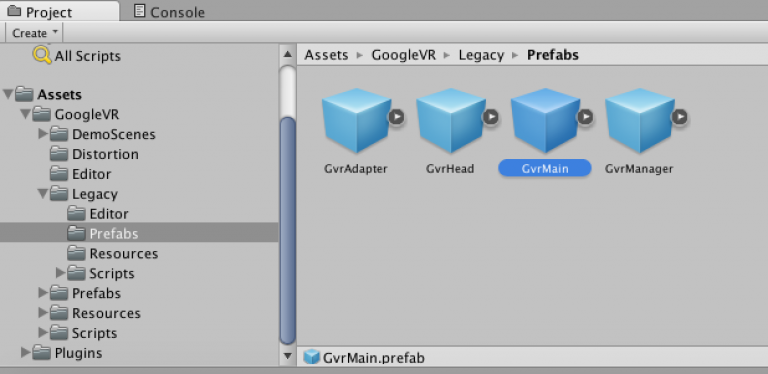 Project
Console
Create
All Scripts
Assets
GoogleVR
DemoScenes
Distortion
Editor
Legacy
Editor
Prefabs
Resources
Scripts
Prefabs
Resources
Scripts
Plugins
Assets GoogleVR Legacy Prefabs
GvrAdapter GvrHead GvrMain GvrManager
GvrMain.prefab